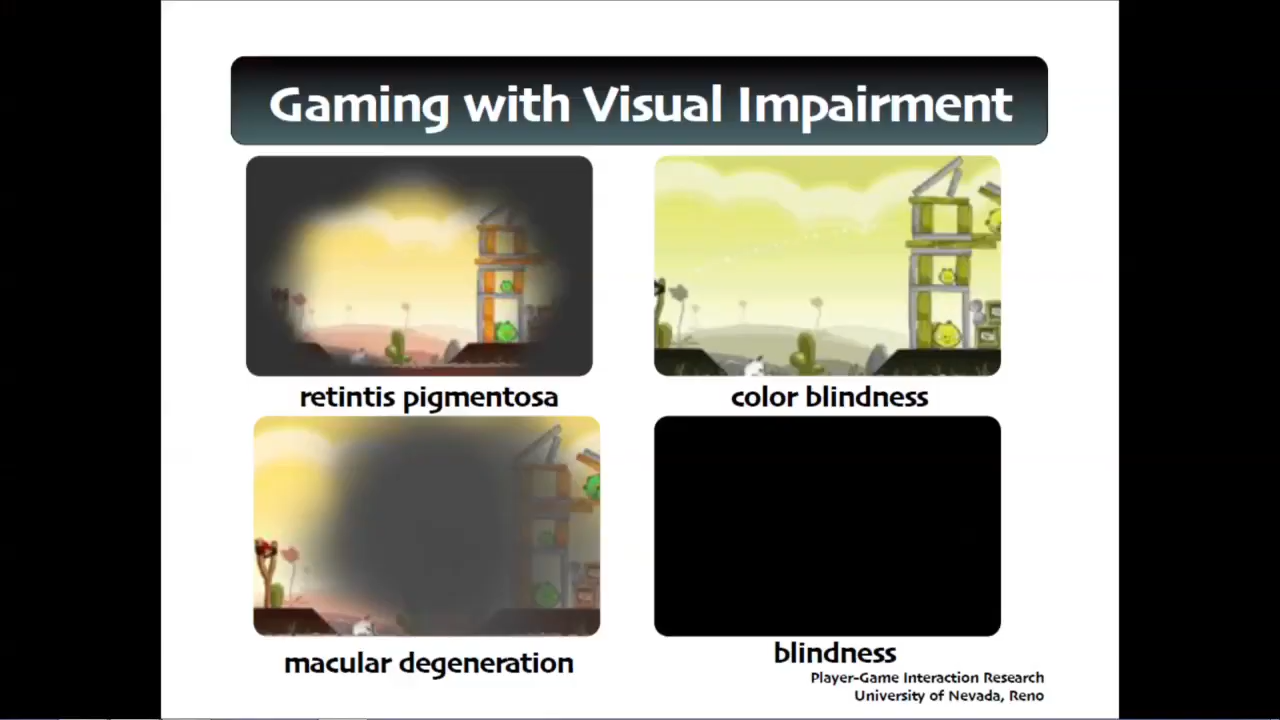 Gaming with Visual Impairment
retintis pigmentosa
color blindness
macular degeneration
blindness
Player-Game Interaction Research
University of Nevada, Reno